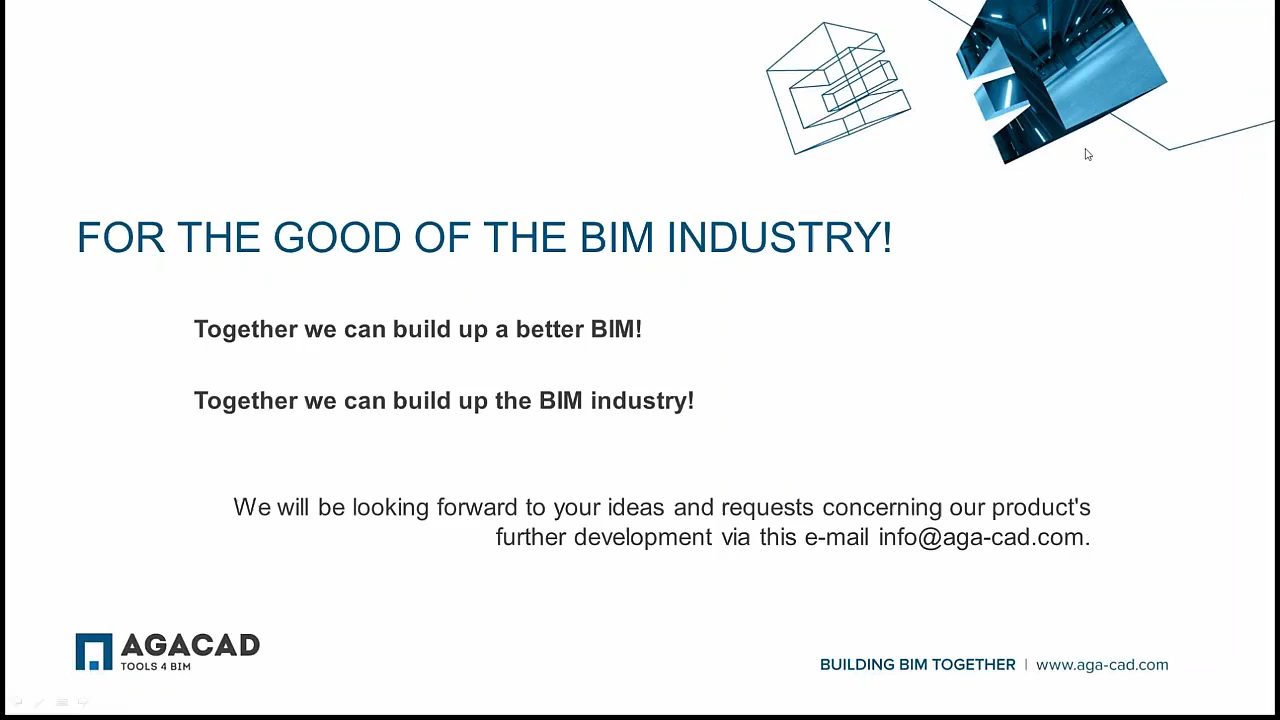 FOR THE GOOD OF THE BIM INDUSTRY!
Together we can build up a better BIM!
Together we can build up the BIM industry!
We will be looking forward to your ideas and requests concerning our product's
further development via this e-mail info@aga-cad.com.
AGACAD
TOOLS 4 BIM
BUILDING BIM TOGETHER | www.aga-cad.com